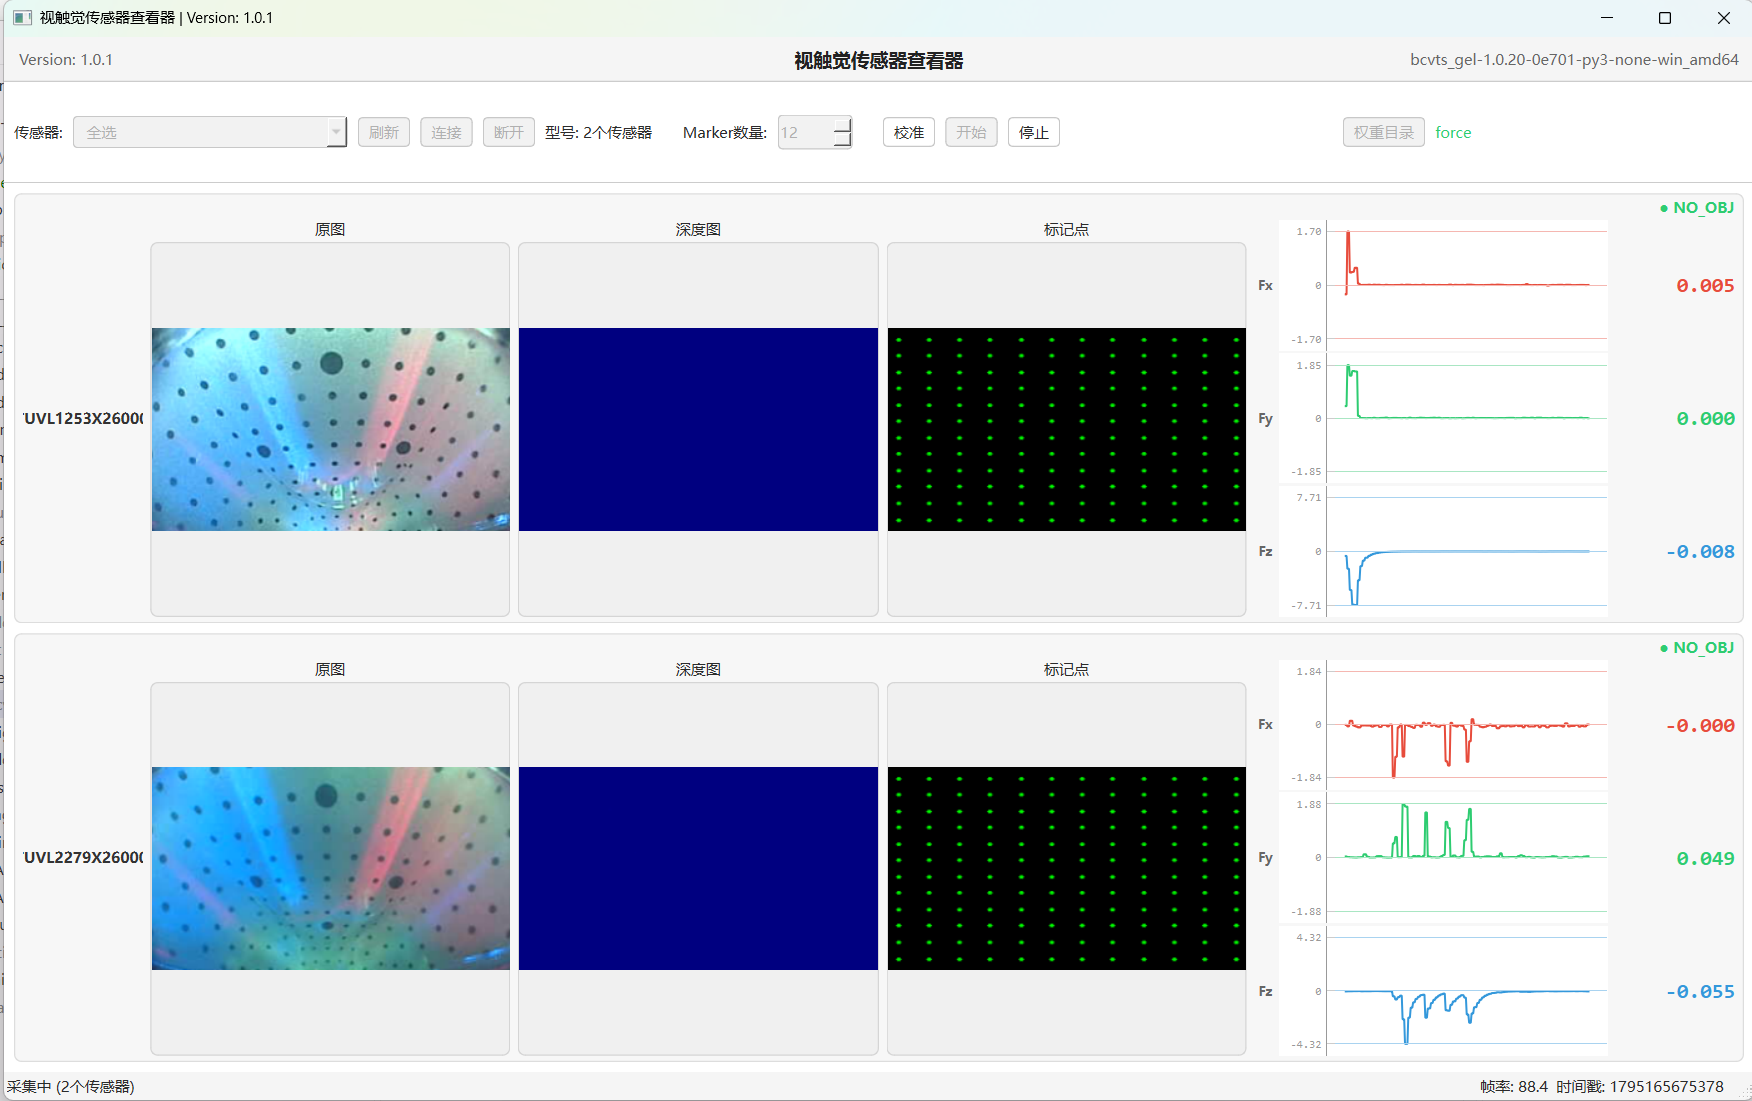 视触觉传感器查看器 | Version: 1.0.1
Version: 1.0.1
视触觉传感器查看器
bcvts_gel-1.0.20-0e701-py3-none-win_amd64
传感器: 全选 刷新 连接 断开 型号: 2个传感器 Marker数量: 12 校准 开始 停止 权重目录 force
● NO_OBJ
原图 深度图 标记点
UVL1253X2600
Fx
1.70
0
-1.70
0.005
Fy
1.85
0
-1.85
0.000
Fz
7.71
0
-7.71
-0.008
● NO_OBJ
原图 深度图 标记点
UVL2279X2600
Fx
1.84
0
-1.84
-0.000
Fy
1.88
0
-1.88
0.049
Fz
4.32
0
-4.32
-0.055
采集中 (2个传感器)
帧率: 88.4 时间戳: 1795165675378